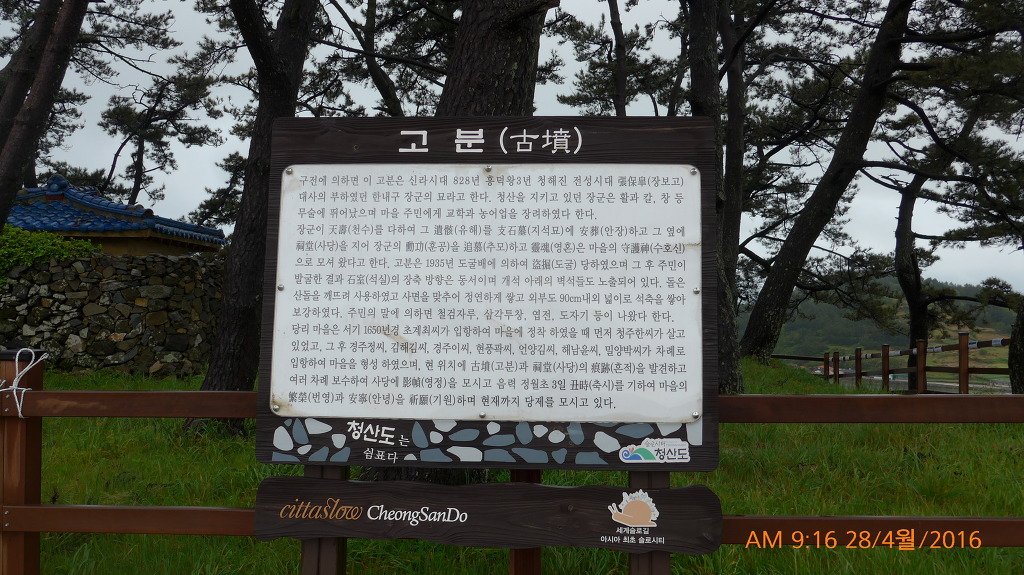 고 분(古墳)
구전에 의하면 이 고분은 신라시대 828년 흥덕왕3년 청해진 전성시대 張保皐(장보고)
대사의 부하였던 한내구 장군의 묘라고 한다. 청산을 지키고 있던 장군은 활과 칼, 창 등
무술에 뛰어났으며 마을 주민에게 교학과 농어업을 장려하였다 한다.
장군이 天壽(천수)를 다하여 그 遺骸(유해)를 支石墓(지석묘)에 安葬(안장)하고 그 옆에
祠堂(사당)을 지어 장군의 勳功(훈공)을 追慕(추모)하고 靈魂(영혼)은 마을의 守護神(수호신)
으로 모셔 왔다고 한다. 고분은 1935년 도굴배에 의하여 盜掘(도굴) 당하였으며 그 후 주민이
발굴한 결과 石室(석실)의 장축 방향은 동서이며 개석 아래의 벽석들도 노출되어 있다. 돌은
산돌을 깨뜨려 사용하였고 사면을 맞추어 정연하게 쌓고 외부도 90cm내외 넓이로 석축을 쌓아
보강하였다. 주민의 말에 의하면 철검자루, 삼각투창, 엽전, 도자기 등이 나왔다 한다.
당리 마을은 서기 1650년경 초계최씨가 입향하여 마을에 정착 하였을 때 먼저 청주한씨가 살고
있었고, 그 후 경주정씨, 김해김씨, 경주이씨, 현풍곽씨, 언양김씨, 해남윤씨, 밀양박씨가 차례로
입향하여 마을을 형성 하였으며, 현 위치에 古墳(고분)과 祠堂(사당)의 痕跡(흔적)을 발견하고
여러 차례 보수하여 사당에 影幀(영정)을 모시고 음력 정월초 3일 丑時(축시)를 기하여 마을의
繁榮(번영)과 安寧(안녕)을 祈願(기원)하며 현재까지 당제를 모시고 있다.
청산도는
쉼표다
슬로시티
청산도
cittaslow CheongSanDo
세계슬로길
아시아 최초 슬로시티
AM 9:16 28/4월/2016